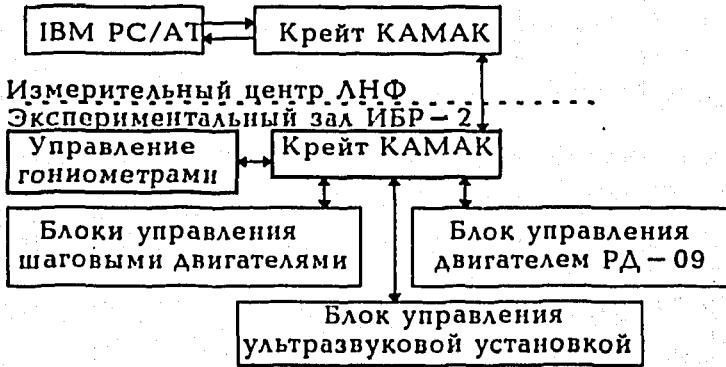 IBM PC/AT
Крейт КАМАК
Измерительный центр ЛНФ
Экспериментальный зал ИБР-2
Управление
гониометрами
Крейт КАМАК
Блоки управления
шаговыми двигателями
Блок управления
двигателем РД-09
Блок управления
ультразвуковой установкой